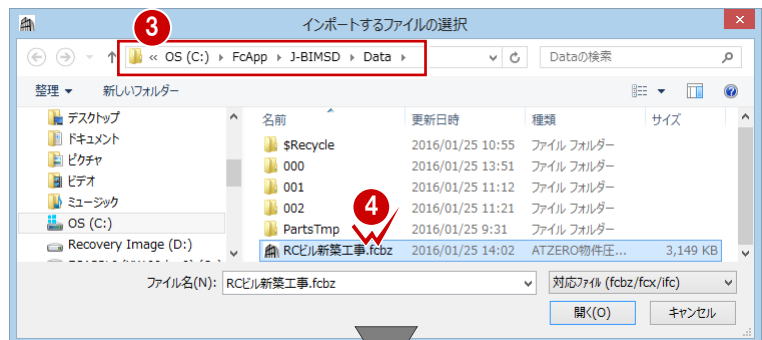 インポートするファイルの選択
3
« OS (C:) ▸ FcApp ▸ J-BIMSD ▸ Data ▸
Dataの検索
整理 ▼ 新しいフォルダー
名前 更新日時 種類 サイズ
デスクトップ
ドキュメント
ピクチャ
ビデオ
ミュージック
OS (C:)
Recovery Image (D:)
$Recycle 2016/01/25 10:55 ファイル フォルダー
000 2016/01/25 13:51 ファイル フォルダー
001 2016/01/25 11:12 ファイル フォルダー
002 2016/01/25 11:21 ファイル フォルダー
PartsTmp 2016/01/25 9:31 ファイル フォルダー
4
RCビル新築工事.fcbz 2016/01/25 14:02 ATZERO物件圧... 3,149 KB
ファイル名(N): RCビル新築工事.fcbz 対応ファイル (fcbz/fcx/ifc)
開く(O) キャンセル